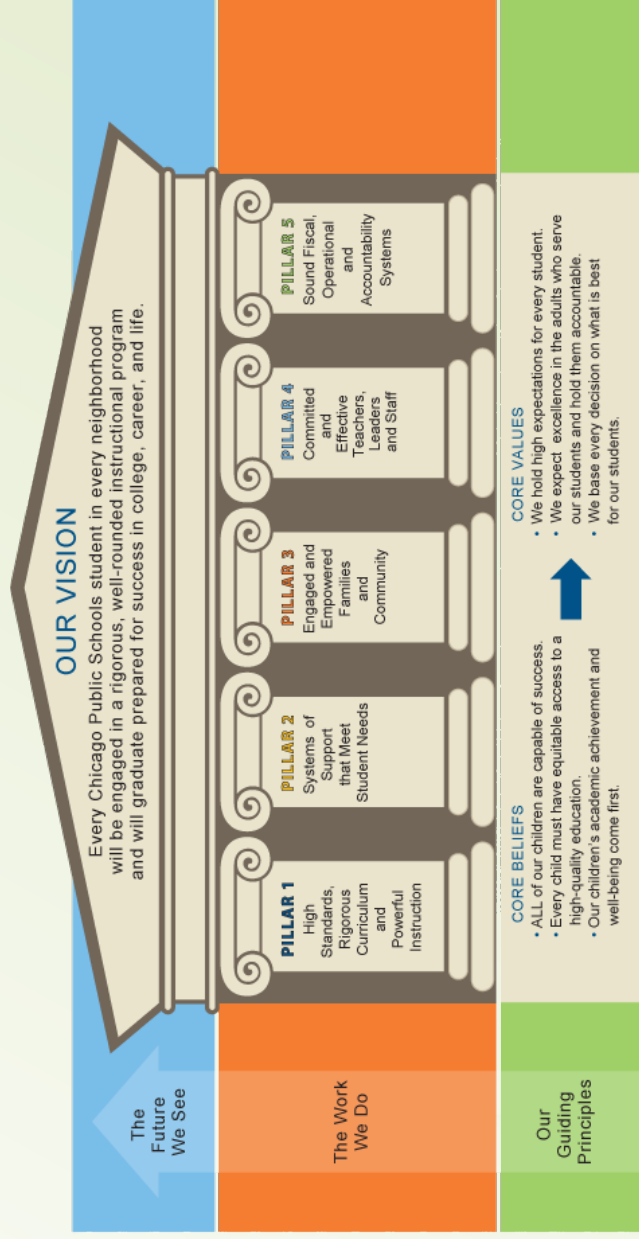 OUR VISION
Every Chicago Public Schools student in every neighborhood
will be engaged in a rigorous, well-rounded instructional program
and will graduate prepared for success in college, career, and life.
The
Future
We See
The Work
We Do
PILLAR 1
High
Standards,
Rigorous
Curriculum
and
Powerful
Instruction
PILLAR 2
Systems of
Support
that Meet
Student Needs
PILLAR 3
Engaged and
Empowered
Families
and
Community
PILLAR 4
Committed
and
Effective
Teachers,
Leaders
and Staff
PILLAR 5
Sound Fiscal,
Operational
and
Accountability
Systems
Our
Guiding
Principles
CORE BELIEFS
• ALL of our children are capable of success.
• Every child must have equitable access to a
high-quality education.
• Our children's academic achievement and
well-being come first.
CORE VALUES
• We hold high expectations for every student.
• We expect excellence in the adults who serve
our students and hold them accountable.
• We base every decision on what is best
for our students.